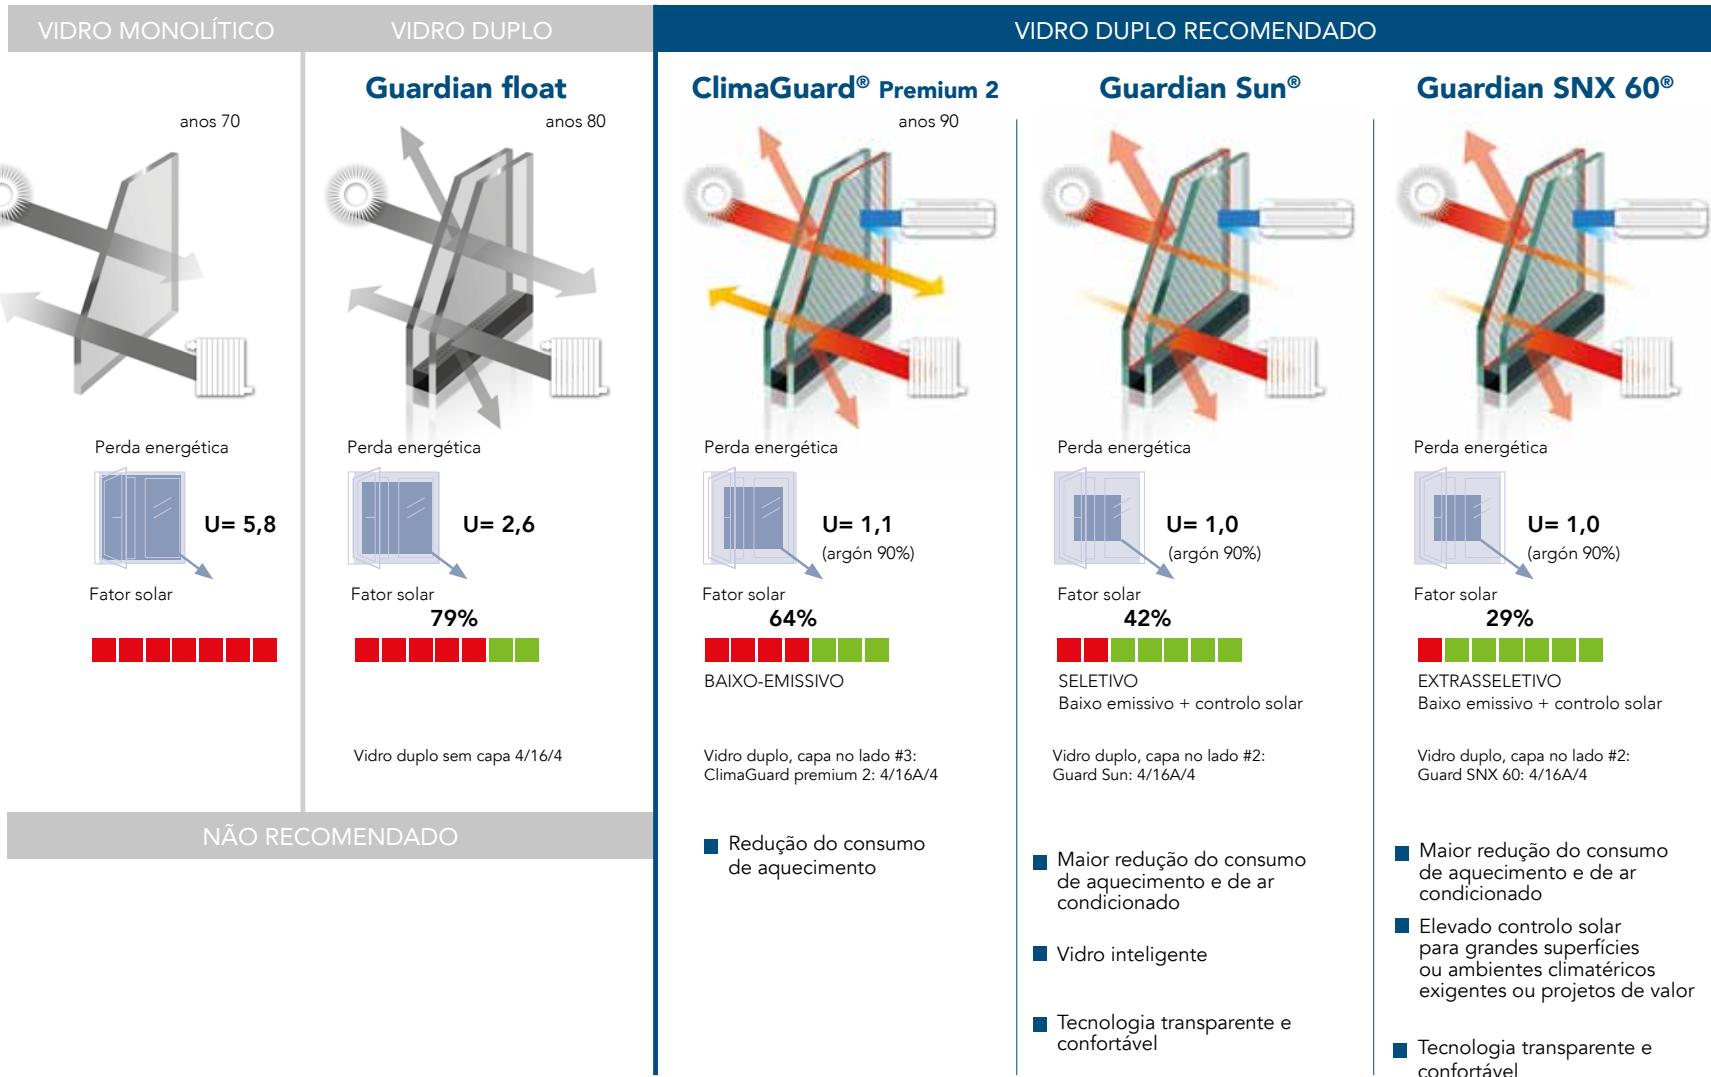 VIDRO MONOLÍTICO
VIDRO DUPLO
VIDRO DUPLO RECOMENDADO
anos 70
Perda energética
U= 5,8
Fator solar
Guardian float
anos 80
Perda energética
U= 2,6
Fator solar
79%
Vidro duplo sem capa 4/16/4
NÃO RECOMENDADO
ClimaGuard® Premium 2
anos 90
Perda energética
U= 1,1
(argón 90%)
Fator solar
64%
BAIXO-EMISSIVO
Vidro duplo, capa no lado #3:
ClimaGuard premium 2: 4/16A/4
Redução do consumo
de aquecimento
Guardian Sun®
Perda energética
U= 1,0
(argón 90%)
Fator solar
42%
SELETIVO
Baixo emissivo + controlo solar
Vidro duplo, capa no lado #2:
Guard Sun: 4/16A/4
Maior redução do consumo
de aquecimento e de ar
condicionado
Vidro inteligente
Tecnologia transparente e
confortável
Guardian SNX 60®
Perda energética
U= 1,0
(argón 90%)
Fator solar
29%
EXTRASSELETIVO
Baixo emissivo + controlo solar
Vidro duplo, capa no lado #2:
Guard SNX 60: 4/16A/4
Maior redução do consumo
de aquecimento e de ar
condicionado
Elevado controlo solar
para grandes superfícies
ou ambientes climatéricos
exigentes ou projetos de valor
Tecnologia transparente e
confortável